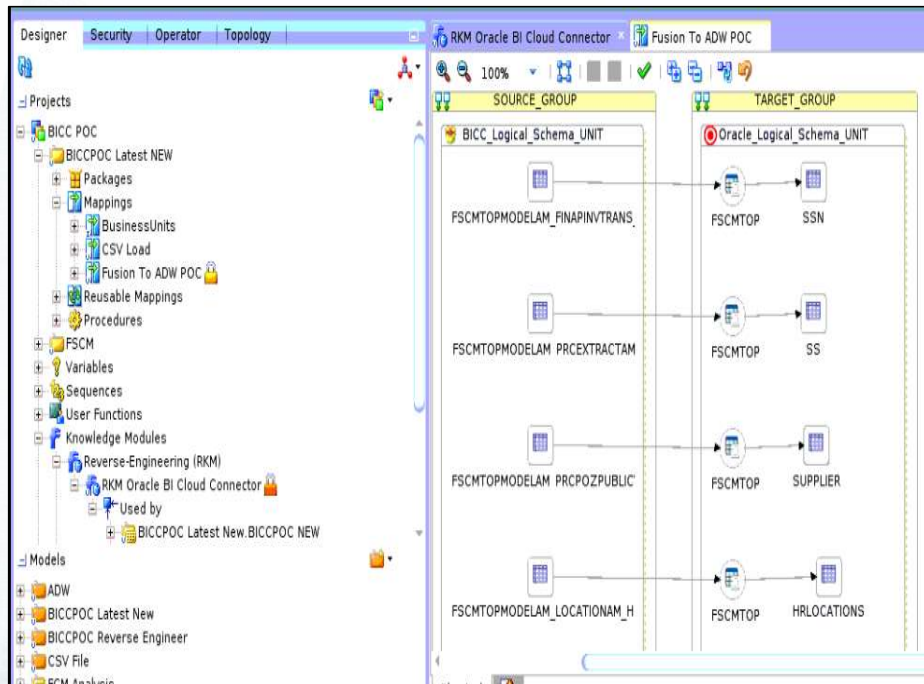 Designer Security Operator Topology
Projects
BICC POC
BICCPOC Latest NEW
Packages
Mappings
BusinessUnits
CSV Load
Fusion To ADW POC
Reusable Mappings
Procedures
FSCM
Variables
Sequences
User Functions
Knowledge Modules
Reverse-Engineering (RKM)
RKM Oracle BI Cloud Connector
Used by
BICCPOC Latest New.BICCPOC NEW
Models
ADW
BICCPOC Latest New
BICCPOC Reverse Engineer
CSV File
RKM Oracle BI Cloud Connector Fusion To ADW POC
100%
SOURCE_GROUP TARGET_GROUP
BICC_Logical_Schema_UNIT Oracle_Logical_Schema_UNIT
FSCMTOPMODELAM_FINAPINVTRANS_ FSCMTOP SSN
FSCMTOPMODELAM_PRCEXTRACTAM FSCMTOP SS
FSCMTOPMODELAM_PRCPOZPUBLIC FSCMTOP SUPPLIER
FSCMTOPMODELAM_LOCATIONAM_H FSCMTOP HRLOCATIONS